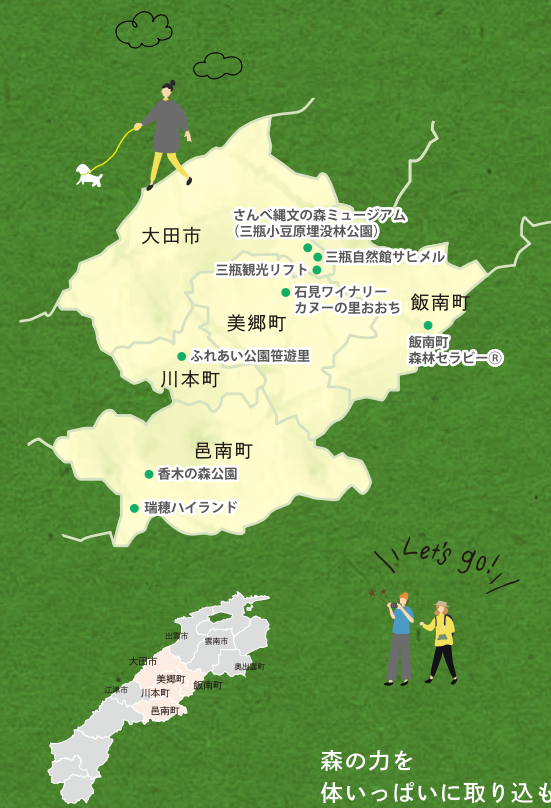 さんべ縄文の森ミュージアム
（三瓶小豆原埋没林公園）
大田市
三瓶自然館サヒメル
三瓶観光リフト
石見ワイナリー
カヌーの里おおち
飯南町
美郷町
飯南町
森林セラピー®
ふれあい公園笹遊里
川本町
邑南町
香木の森公園
瑞穂ハイランド
Let's go!
出雲市
雲南市
大田市
奥出雲町
美郷町
飯南町
江津市
川本町
邑南町
森の力を
体いっぱいに取り込も